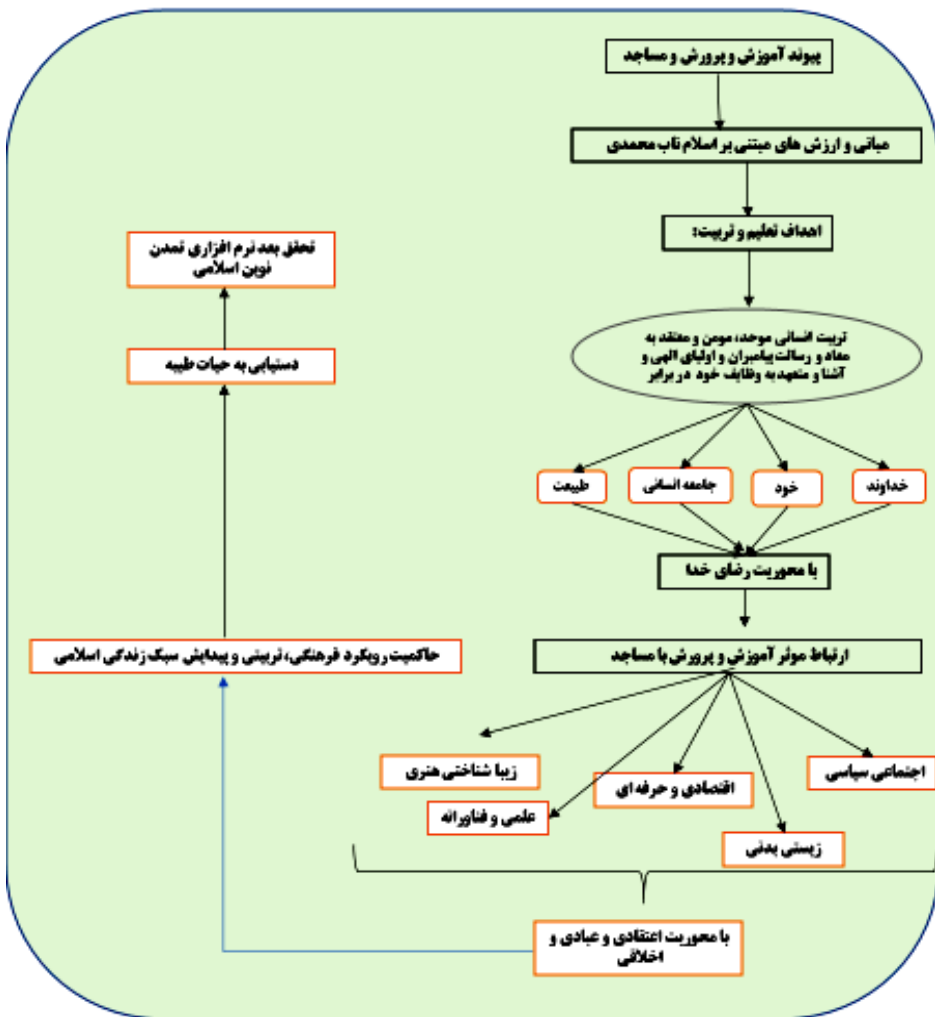 پیوند آموزش و پرورش و مساجد
مبانی و ارزش های مبتنی بر اسلام ناب محمدی
اهداف تعلیم و تربیت:
تربیت انسانی موحد، مومن و معتقد به
معاد و رسالت پیامبران و اولیای الهی و
آشنا و متعهد به وظایف خود در برابر
خداوند
خود
جامعه انسانی
طبیعت
با محوریت رضای خدا
ارتباط موثر آموزش و پرورش با مساجد
اجتماعی سیاسی
زیستی بدنی
اقتصادی و حرفه ای
علمی و فناورانه
زیبا شناختی هنری
با محوریت اعتقادی و عبادی و
اخلاقی
حاکمیت رویکرد فرهنگی، تربیتی و پیدایش سبک زندگی اسلامی
دستیابی به حیات طیبه
تحقق بعد نرم افزاری تمدن
نوین اسلامی